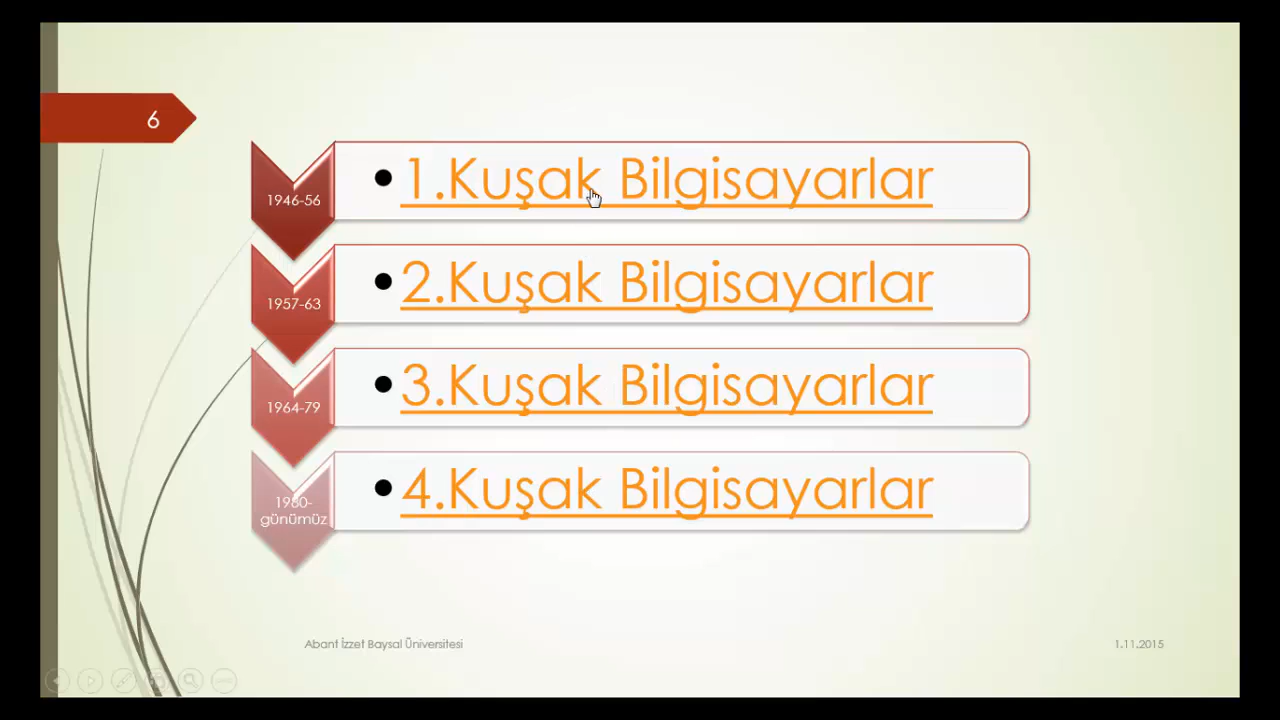 6
1946-56
• 1.Kuşak Bilgisayarlar
1957-63
• 2.Kuşak Bilgisayarlar
1964-79
• 3.Kuşak Bilgisayarlar
1980-
günümüz
• 4.Kuşak Bilgisayarlar
Abant İzzet Baysal Üniversitesi
1.11.2015